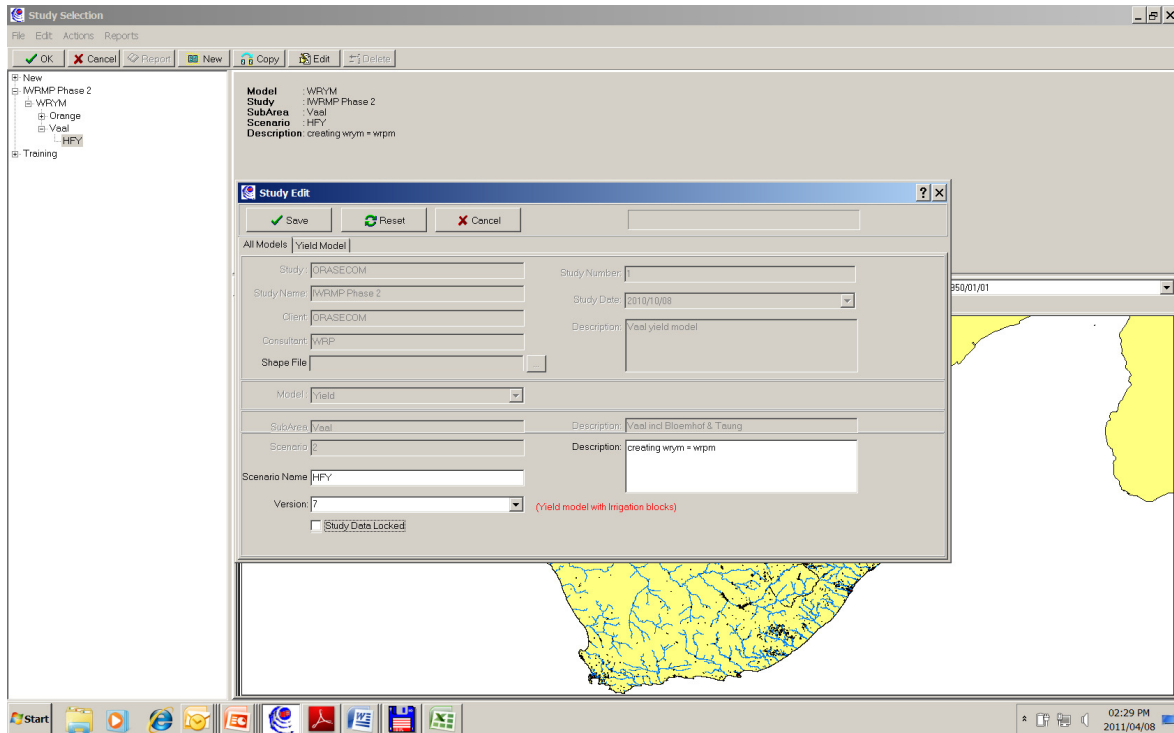 Study Selection
File Edit Actions Reports
OK Cancel Report New Copy Edit Delete
New
IWRMP Phase 2
WRYM
Orange
Vaal
HFY
Training
Model : WRYM
Study : IWRMP Phase 2
SubArea : Vaal
Scenario : HFY
Description: creating wrym = wrpm
Study Edit
Save Reset Cancel
All Models Yield Model
Study: ORASECOM
Study Number: 1
Study Name: IWRMP Phase 2
Study Date: 2010/10/08
Client: ORASECOM
Description: Vaal yield model
Consultant: WRP
Shape File ...
Model: Yield
SubArea Vaal
Description: Vaal incl Bloemhof & Taung
Scenario 2
Description: creating wrym = wrpm
Scenario Name HFY
Version: 7
(Yield model with Irrigation blocks)
Study Data Locked
950/01/01
Start
02:29 PM
2011/04/08